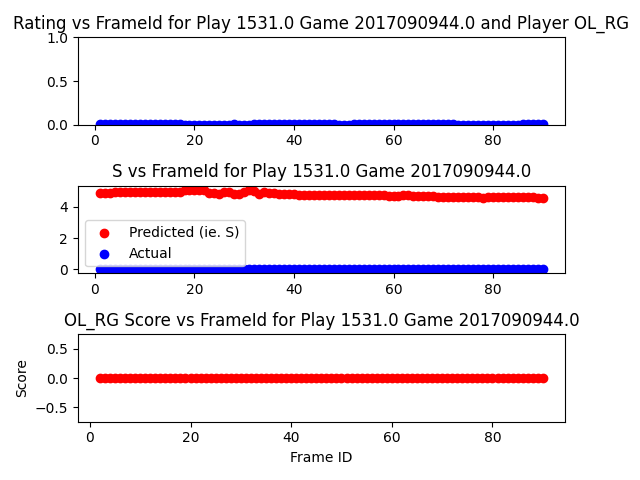 Rating vs FrameId for Play 1531.0 Game 2017090944.0 and Player OL_RG
1.0
0.5
0.0
0 20 40 60 80
S vs FrameId for Play 1531.0 Game 2017090944.0
4
2
0
Predicted (ie. S)
Actual
0 20 40 60 80
OL_RG Score vs FrameId for Play 1531.0 Game 2017090944.0
Score
0.5
0.0
−0.5
0 20 40 60 80
Frame ID